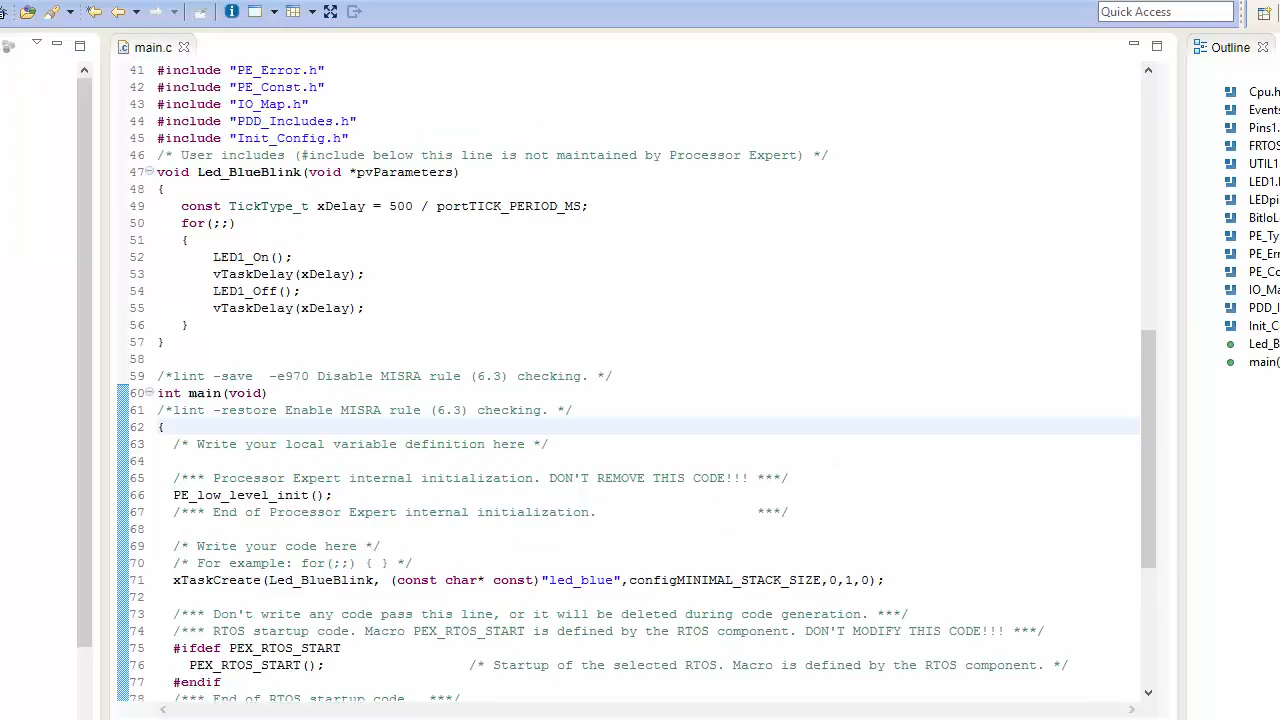 Quick Access
main.c
41 #include "PE_Error.h"
42 #include "PE_Const.h"
43 #include "IO_Map.h"
44 #include "PDD_Includes.h"
45 #include "Init_Config.h"
46 /* User includes (#include below this line is not maintained by Processor Expert) */
47 void Led_BlueBlink(void *pvParameters)
48 {
49 const TickType_t xDelay = 500 / portTICK_PERIOD_MS;
50 for(;;)
51 {
52 LED1_On();
53 vTaskDelay(xDelay);
54 LED1_Off();
55 vTaskDelay(xDelay);
56 }
57 }
58
59 /*lint -save  -e970 Disable MISRA rule (6.3) checking. */
60 int main(void)
61 /*lint -restore Enable MISRA rule (6.3) checking. */
62 {
63 /* Write your local variable definition here */
64
65 /*** Processor Expert internal initialization. DON'T REMOVE THIS CODE!!! ***/
66 PE_low_level_init();
67 /*** End of Processor Expert internal initialization. ***/
68
69 /* Write your code here */
70 /* For example: for(;;) { } */
71 xTaskCreate(Led_BlueBlink, (const char* const)"led_blue",configMINIMAL_STACK_SIZE,0,1,0);
72
73 /*** Don't write any code pass this line, or it will be deleted during code generation. ***/
74 /*** RTOS startup code. Macro PEX_RTOS_START is defined by the RTOS component. DON'T MODIFY THIS CODE!!! ***/
75 #ifdef PEX_RTOS_START
76 PEX_RTOS_START(); /* Startup of the selected RTOS. Macro is defined by the RTOS component. */
77 #endif
78 /*** End of RTOS startup code. ***/
Outline
Cpu.h
Events
Pins1.
FRTOS
UTIL1
LED1.
LEDpi
BitIoL
PE_Ty
PE_Err
PE_Co
IO_Ma
PDD_I
Init_C
Led_B
main(